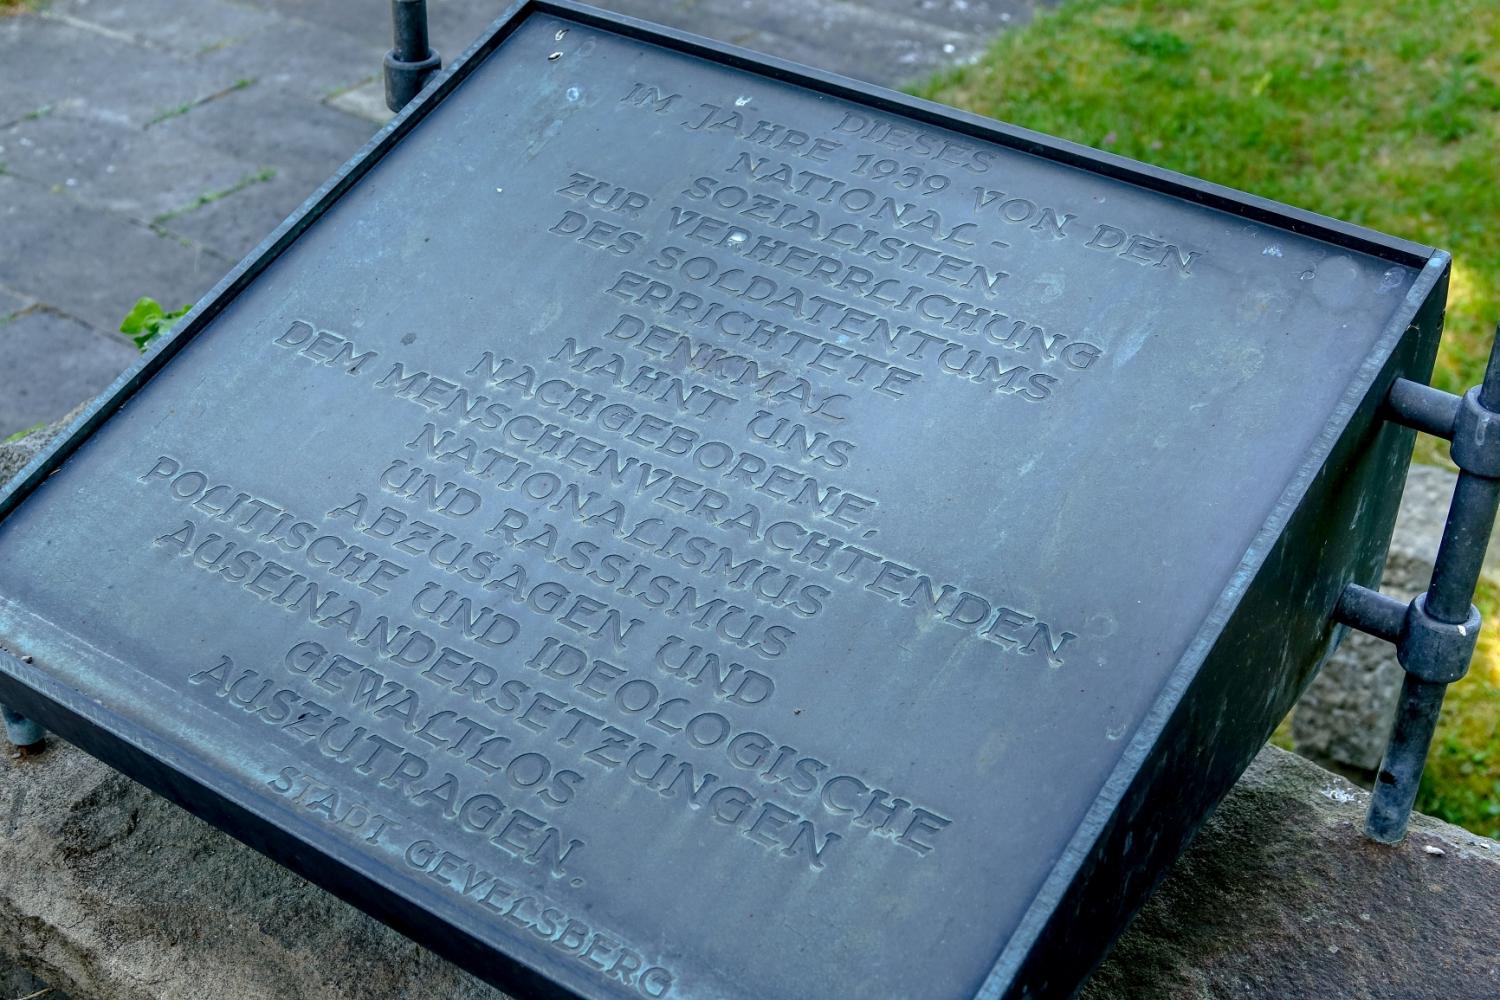 DIESES
IM JAHRE 1939 VON DEN
NATIONAL-
SOZIALISTEN
ZUR VERHERRLICHUNG
DES SOLDATENTUMS
ERRICHTETE
DENKMAL
MAHNT UNS
NACHGEBORENE,
DEM MENSCHENVERACHTENDEN
NATIONALISMUS
UND RASSISMUS
ABZUSAGEN UND
POLITISCHE UND IDEOLOGISCHE
AUSEINANDERSETZUNGEN
GEWALTLOS
AUSZUTRAGEN.
STADT GEVELSBERG